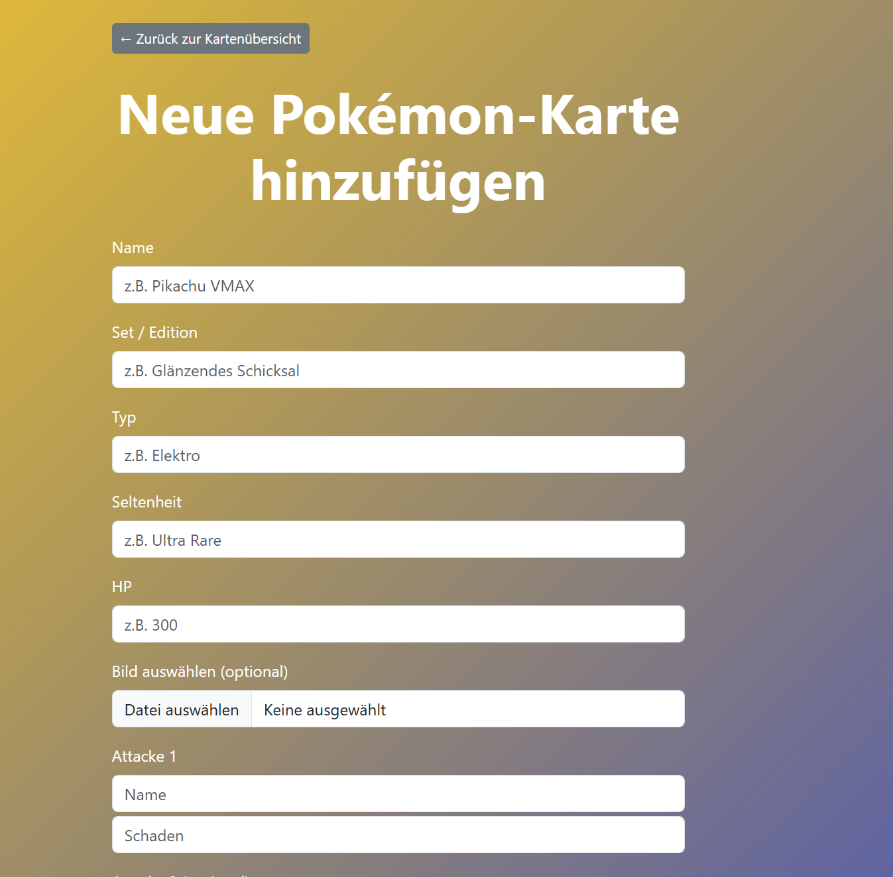 ← Zurück zur Kartenübersicht
Neue Pokémon-Karte
hinzufügen
Name
z.B. Pikachu VMAX
Set / Edition
z.B. Glänzendes Schicksal
Typ
z.B. Elektro
Seltenheit
z.B. Ultra Rare
HP
z.B. 300
Bild auswählen (optional)
Datei auswählen Keine ausgewählt
Attacke 1
Name
Schaden